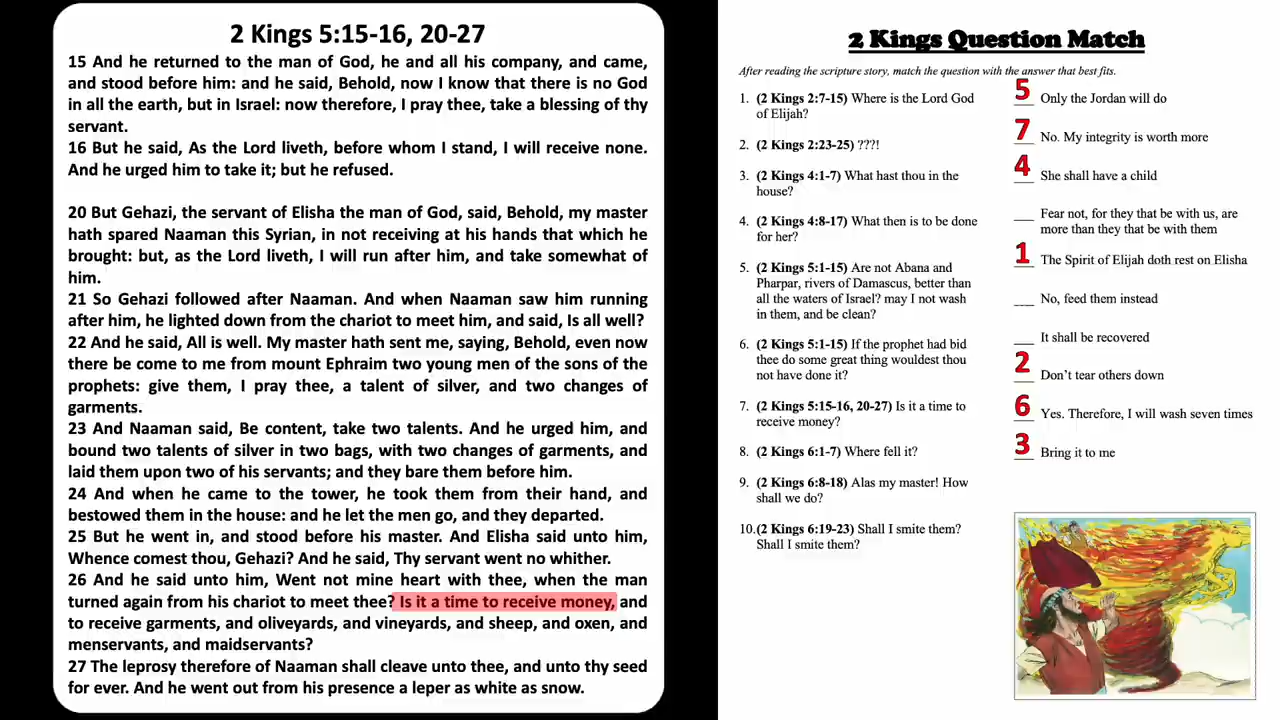 2 Kings 5:15-16, 20-27
15 And he returned to the man of God, he and all his company, and came,
and stood before him: and he said, Behold, now I know that there is no God
in all the earth, but in Israel: now therefore, I pray thee, take a blessing of thy
servant.
16 But he said, As the Lord liveth, before whom I stand, I will receive none.
And he urged him to take it; but he refused.
20 But Gehazi, the servant of Elisha the man of God, said, Behold, my master
hath spared Naaman this Syrian, in not receiving at his hands that which he
brought: but, as the Lord liveth, I will run after him, and take somewhat of
him.
21 So Gehazi followed after Naaman. And when Naaman saw him running
after him, he lighted down from the chariot to meet him, and said, Is all well?
22 And he said, All is well. My master hath sent me, saying, Behold, even now
there be come to me from mount Ephraim two young men of the sons of the
prophets: give them, I pray thee, a talent of silver, and two changes of
garments.
23 And Naaman said, Be content, take two talents. And he urged him, and
bound two talents of silver in two bags, with two changes of garments, and
laid them upon two of his servants; and they bare them before him.
24 And when he came to the tower, he took them from their hand, and
bestowed them in the house: and he let the men go, and they departed.
25 But he went in, and stood before his master. And Elisha said unto him,
Whence comest thou, Gehazi? And he said, Thy servant went no whither.
26 And he said unto him, Went not mine heart with thee, when the man
turned again from his chariot to meet thee? Is it a time to receive money, and
to receive garments, and oliveyards, and vineyards, and sheep, and oxen, and
menservants, and maidservants?
27 The leprosy therefore of Naaman shall cleave unto thee, and unto thy seed
for ever. And he went out from his presence a leper as white as snow.
2 Kings Question Match
After reading the scripture story, match the question with the answer that best fits.
1. (2 Kings 2:7-15) Where is the Lord God
of Elijah?
2. (2 Kings 2:23-25) ???!
3. (2 Kings 4:1-7) What hast thou in the
house?
4. (2 Kings 4:8-17) What then is to be done
for her?
5. (2 Kings 5:1-15) Are not Abana and
Pharpar, rivers of Damascus, better than
all the waters of Israel? may I not wash
in them, and be clean?
6. (2 Kings 5:1-15) If the prophet had bid
thee do some great thing wouldest thou
not have done it?
7. (2 Kings 5:15-16, 20-27) Is it a time to
receive money?
8. (2 Kings 6:1-7) Where fell it?
9. (2 Kings 6:8-18) Alas my master! How
shall we do?
10.(2 Kings 6:19-23) Shall I smite them?
Shall I smite them?
5 Only the Jordan will do
7 No. My integrity is worth more
4 She shall have a child
___ Fear not, for they that be with us, are
more than they that be with them
1 The Spirit of Elijah doth rest on Elisha
___ No, feed them instead
___ It shall be recovered
2 Don't tear others down
6 Yes. Therefore, I will wash seven times
3 Bring it to me